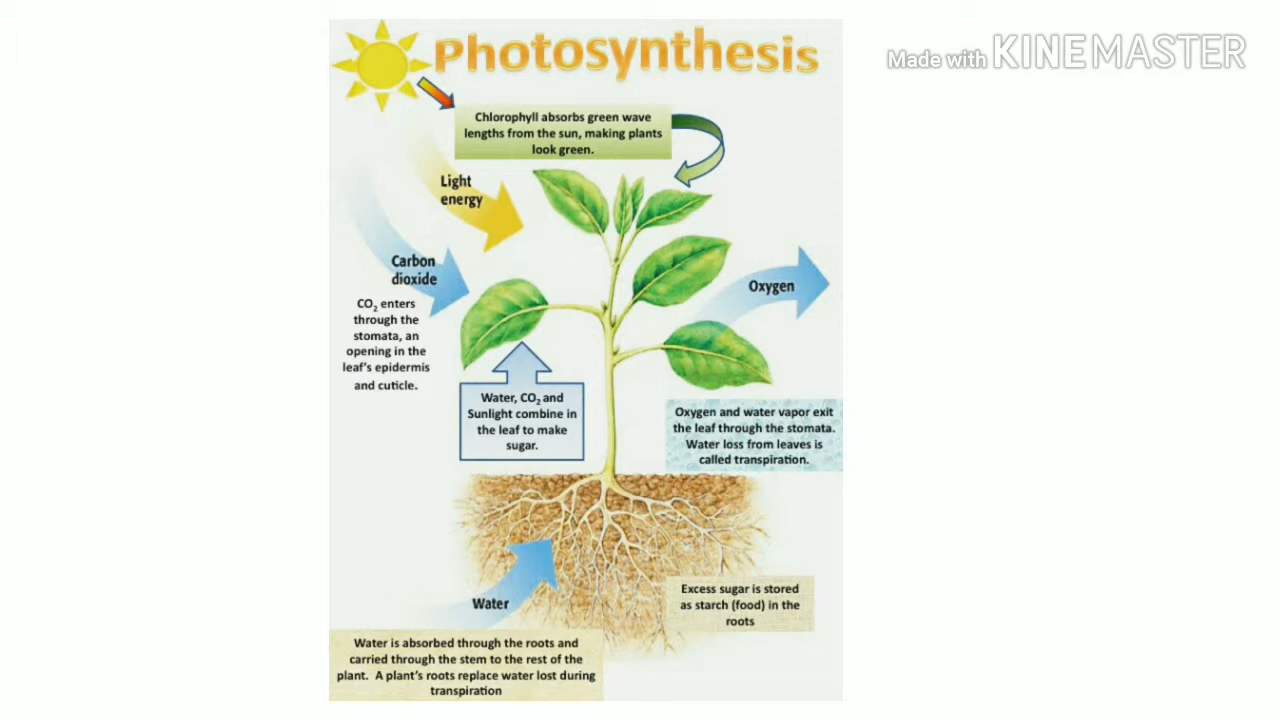 Photosynthesis
Made with KINEMASTER
Chlorophyll absorbs green wave
lengths from the sun, making plants
look green.
Light
energy
Carbon
dioxide
CO₂ enters
through the
stomata, an
opening in the
leaf's epidermis
and cuticle.
Oxygen
Water, CO₂ and
Sunlight combine in
the leaf to make
sugar.
Oxygen and water vapor exit
the leaf through the stomata.
Water loss from leaves is
called transpiration.
Excess sugar is stored
as starch (food) in the
roots
Water
Water is absorbed through the roots and
carried through the stem to the rest of the
plant. A plant's roots replace water lost during
transpiration